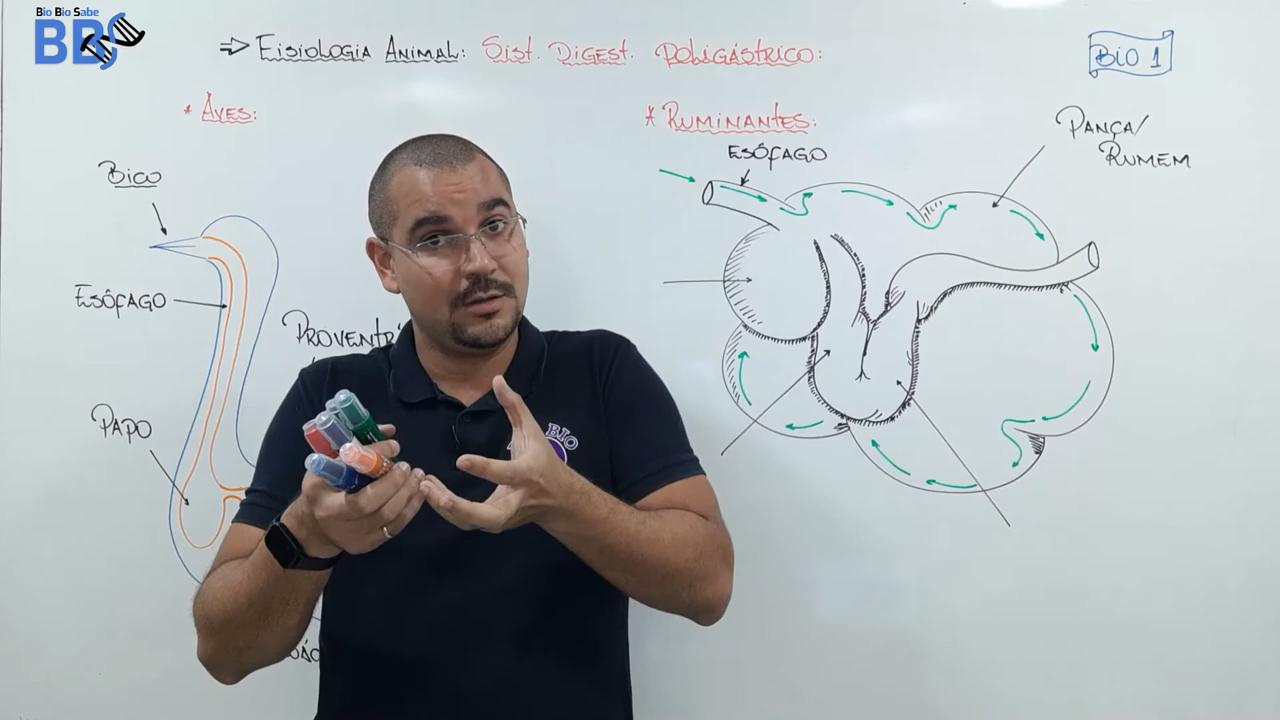 Bio Bio Sabe
BBS
⇒ Fisiologia Animal: Sist. Digest. Poligástrico:
BIO 1
* Aves:
* Ruminantes:
Pança/
Rumem
Esôfago
Bico
Esôfago
Papo
BIO